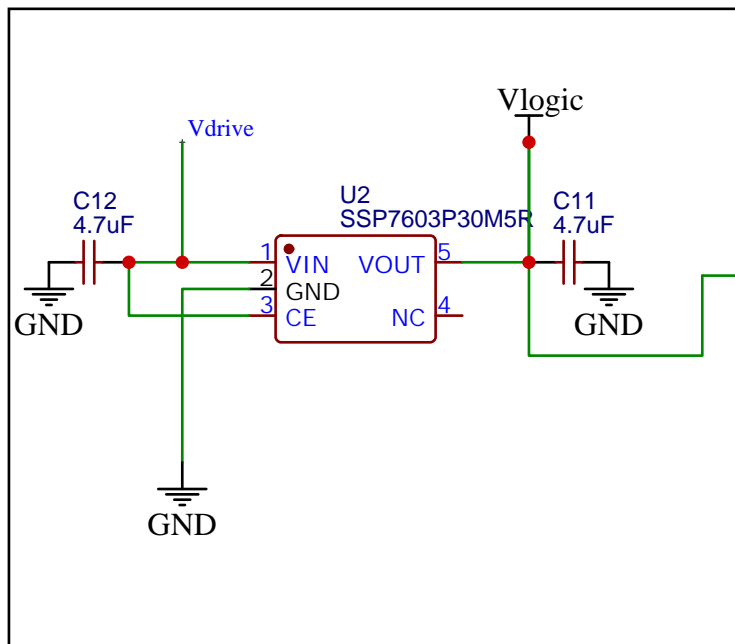 Vlogic
Vdrive
C12
4.7uF
U2
SSP7603P30M5R
C11
4.7uF
1
VIN
VOUT
5
2
GND
3
CE
NC
4
GND
GND
GND